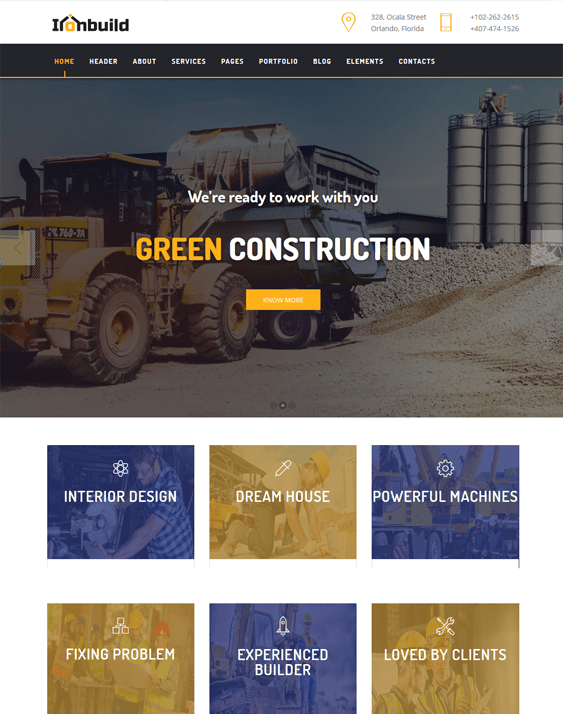 Ironbuild
328, Ocala Street
Orlando, Florida
+102-262-2615
+407-474-1526
HOME HEADER ABOUT SERVICES PAGES PORTFOLIO BLOG ELEMENTS CONTACTS
We're ready to work with you
GREEN CONSTRUCTION
KNOW MORE
INTERIOR DESIGN
DREAM HOUSE
POWERFUL MACHINES
FIXING PROBLEM
EXPERIENCED
BUILDER
LOVED BY CLIENTS